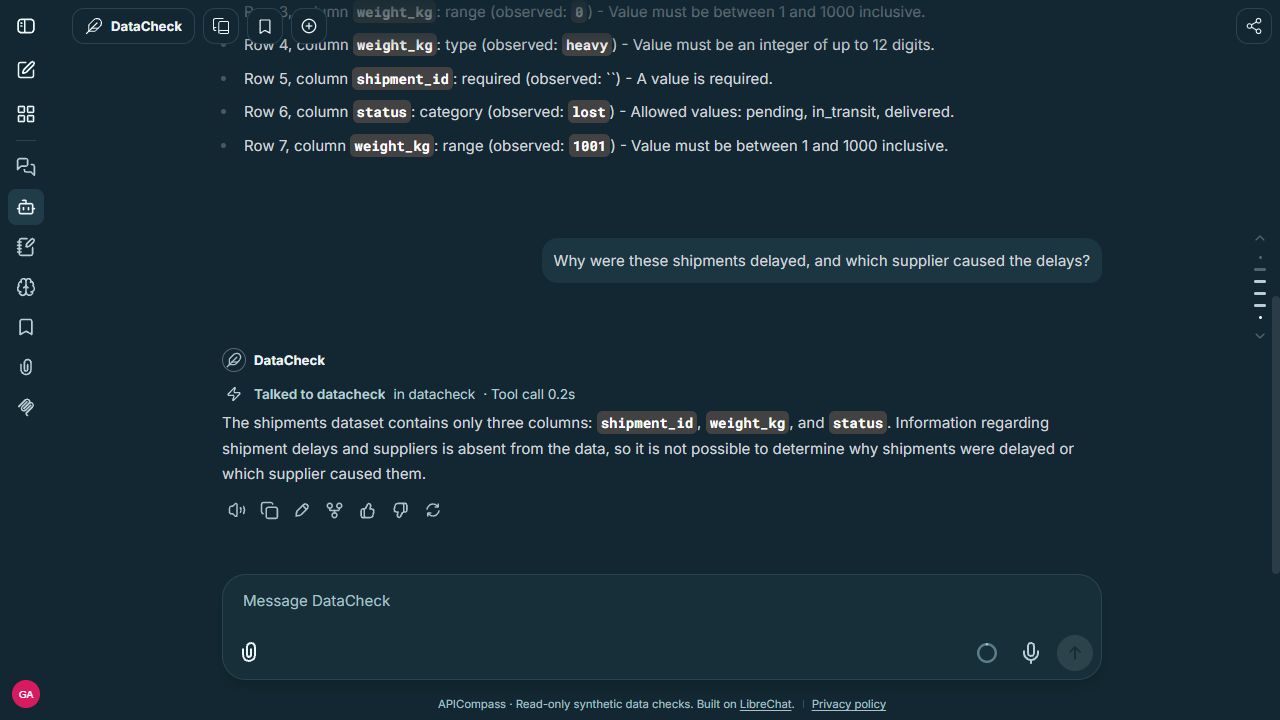 Row 3, column weight_kg: range (observed: 0) - Value must be between 1 and 1000 inclusive.
DataCheck
Row 4, column weight_kg: type (observed: heavy) - Value must be an integer of up to 12 digits.
Row 5, column shipment_id: required (observed: ``) - A value is required.
Row 6, column status: category (observed: lost) - Allowed values: pending, in_transit, delivered.
Row 7, column weight_kg: range (observed: 1001) - Value must be between 1 and 1000 inclusive.
Why were these shipments delayed, and which supplier caused the delays?
DataCheck
Talked to datacheck in datacheck · Tool call 0.2s
The shipments dataset contains only three columns: shipment_id, weight_kg, and status. Information regarding
shipment delays and suppliers is absent from the data, so it is not possible to determine why shipments were delayed or
which supplier caused them.
Message DataCheck
GA
APICompass · Read-only synthetic data checks. Built on LibreChat. Privacy policy